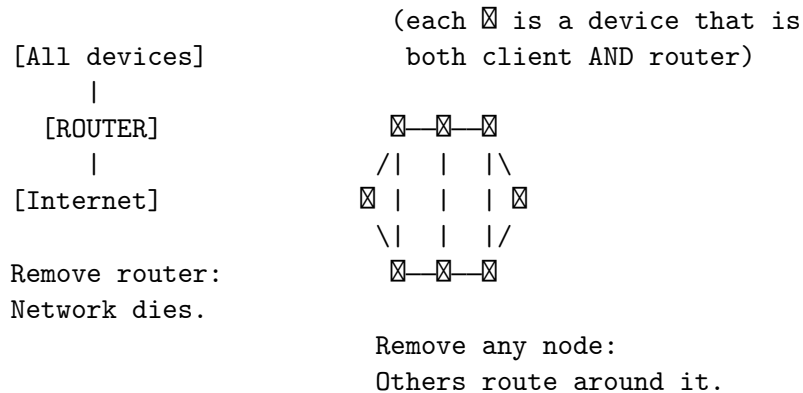 (each ☒ is a device that is
[All devices] both client AND router)
|
[ROUTER] ☒——☒——☒
| /| | |\
[Internet] ☒ | | | ☒
\| | |/
Remove router: ☒——☒——☒
Network dies.
Remove any node:
Others route around it.